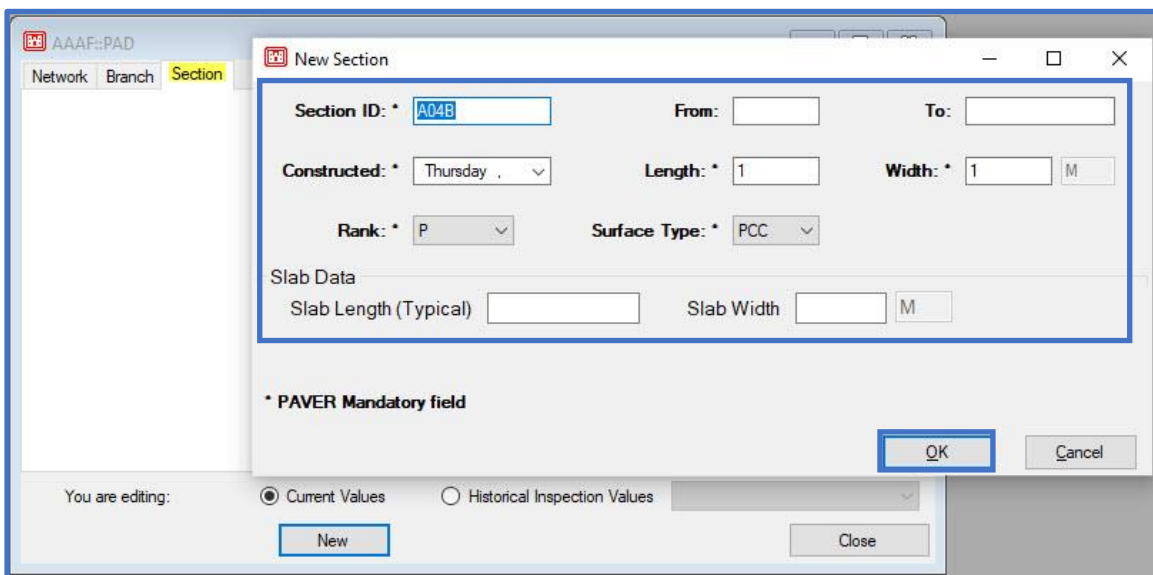 AAAF::PAD
New Section
Network Branch Section
Section ID: * A04B From: To:
Constructed: * Thursday , Length: * 1 Width: * 1 M
Rank: * P Surface Type: * PCC
Slab Data
Slab Length (Typical) Slab Width M
* PAVER Mandatory field
OK Cancel
You are editing: Current Values Historical Inspection Values
New Close